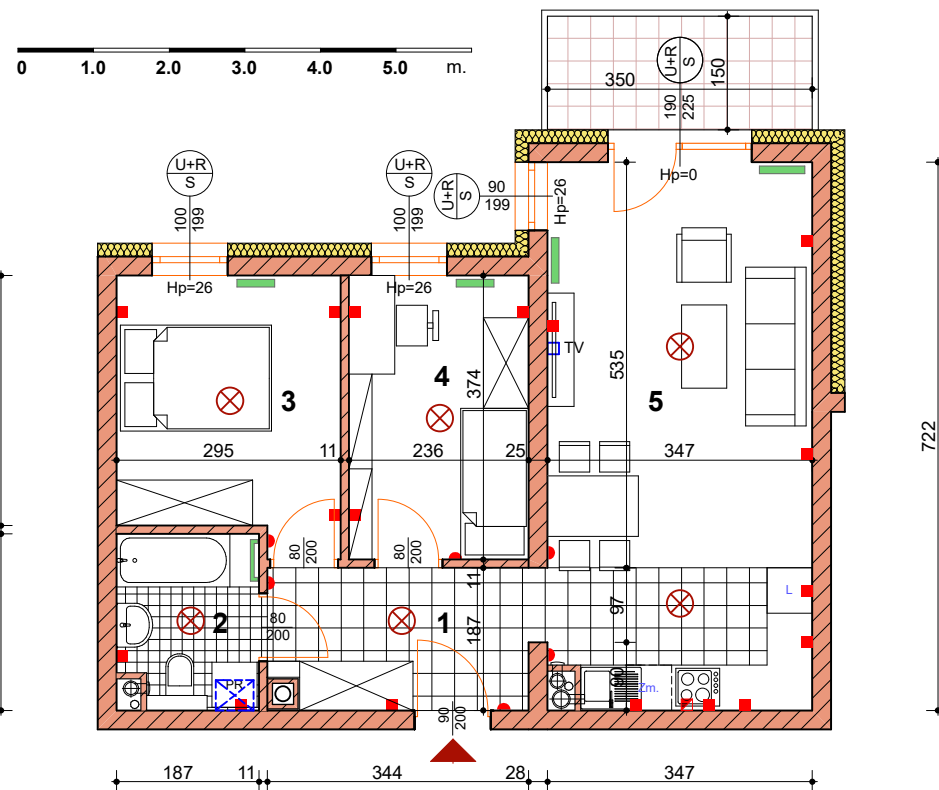 0 1.0 2.0 3.0 4.0 5.0 m.
350
150
U+R
S
190
225
Hp=0
U+R
S
100
199
Hp=26
U+R
S
100
199
Hp=26
U+R
S
90
199
Hp=26
TV
3
4
5
374
535
722
295 11 236 25 347
80
200
80
200
11
97
L
2
80
200
1
187
PR
90
Zm.
90
200
187 11 344 28 347